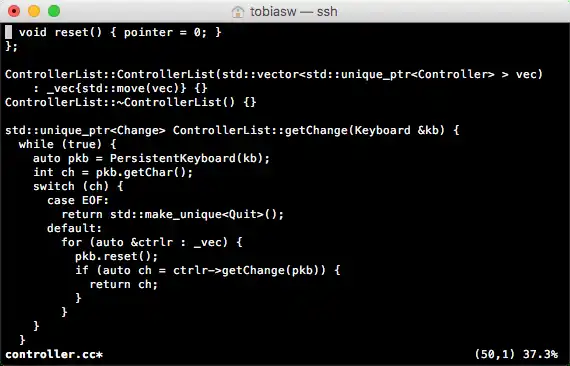 tobiasw — ssh
  void reset() { pointer = 0; }
};

ControllerList::ControllerList(std::vector<std::unique_ptr<Controller> > vec)
    : _vec{std::move(vec)} {}
ControllerList::~ControllerList() {}

std::unique_ptr<Change> ControllerList::getChange(Keyboard &kb) {
  while (true) {
    auto pkb = PersistentKeyboard(kb);
    int ch = pkb.getChar();
    switch (ch) {
      case EOF:
        return std::make_unique<Quit>();
      default:
        for (auto &ctrlr : _vec) {
          pkb.reset();
          if (auto ch = ctrlr->getChange(pkb)) {
            return ch;
          }
        }
    }
  }
controller.cc* (50,1) 37.3%